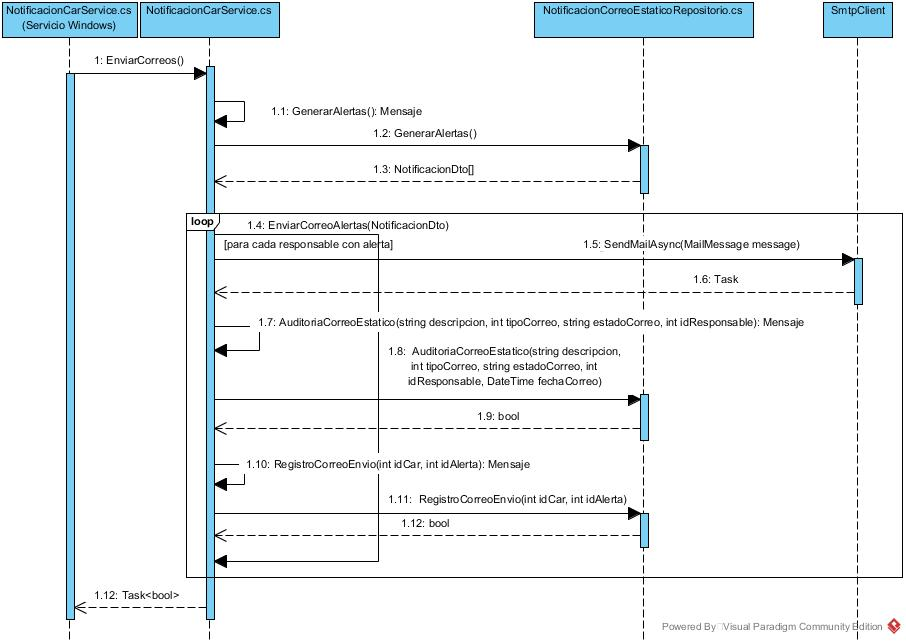 NotificacionCarService.cs
(Servicio Windows)
NotificacionCarService.cs
NotificacionCorreoEstaticoRepositorio.cs
SmtpClient
1: EnviarCorreos()
1.1: GenerarAlertas(): Mensaje
1.2: GenerarAlertas()
1.3: NotificacionDto[]
loop
1.4: EnviarCorreoAlertas(NotificacionDto)
[para cada responsable con alerta]
1.5: SendMailAsync(MailMessage message)
1.6: Task
1.7: AuditoriaCorreoEstatico(string descripcion, int tipoCorreo, string estadoCorreo, int idResponsable): Mensaje
1.8: AuditoriaCorreoEstatico(string descripcion,
int tipoCorreo, string estadoCorreo, int
idResponsable, DateTime fechaCorreo)
1.9: bool
1.10: RegistroCorreoEnvio(int idCar, int idAlerta): Mensaje
1.11: RegistroCorreoEnvio(int idCar, int idAlerta)
1.12: bool
1.12: Task<bool>
Powered By Visual Paradigm Community Edition